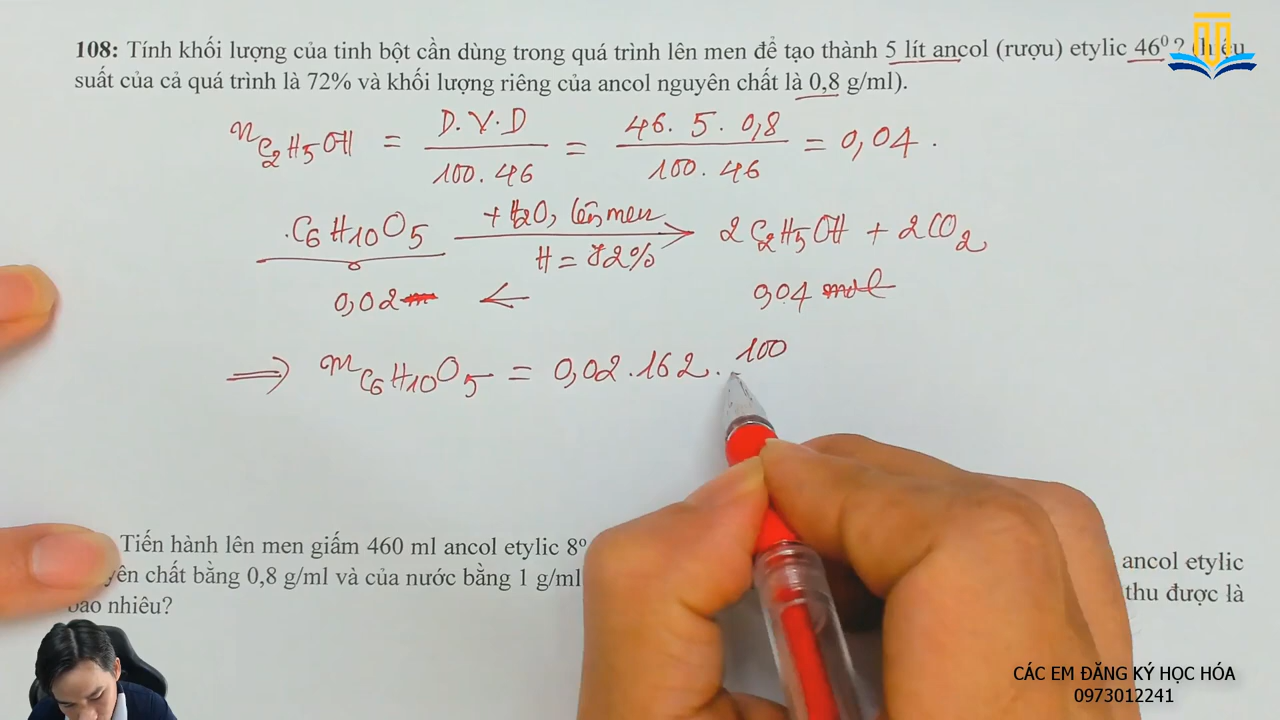 108: Tính khối lượng của tinh bột cần dùng trong quá trình lên men để tạo thành 5 lít ancol (rượu) etylic 46⁰ ? (hiệu
suất của cả quá trình là 72% và khối lượng riêng của ancol nguyên chất là 0,8 g/ml).
n C2H5OH = D.V.D / 100.46 = 46.5.0,8 / 100.46 = 0,04.
C6H10O5 + H2O, lên men H = 72% → 2C2H5OH + 2CO2
0,02 ← 0,04
⇒ m C6H10O5 = 0,02.162. 100
Tiến hành lên men giấm 460 ml ancol etylic 8º ancol etylic
chất bằng 0,8 g/ml và của nước bằng 1 g/ml thu được là
nhiêu?
CÁC EM ĐĂNG KÝ HỌC HÓA
0973012241